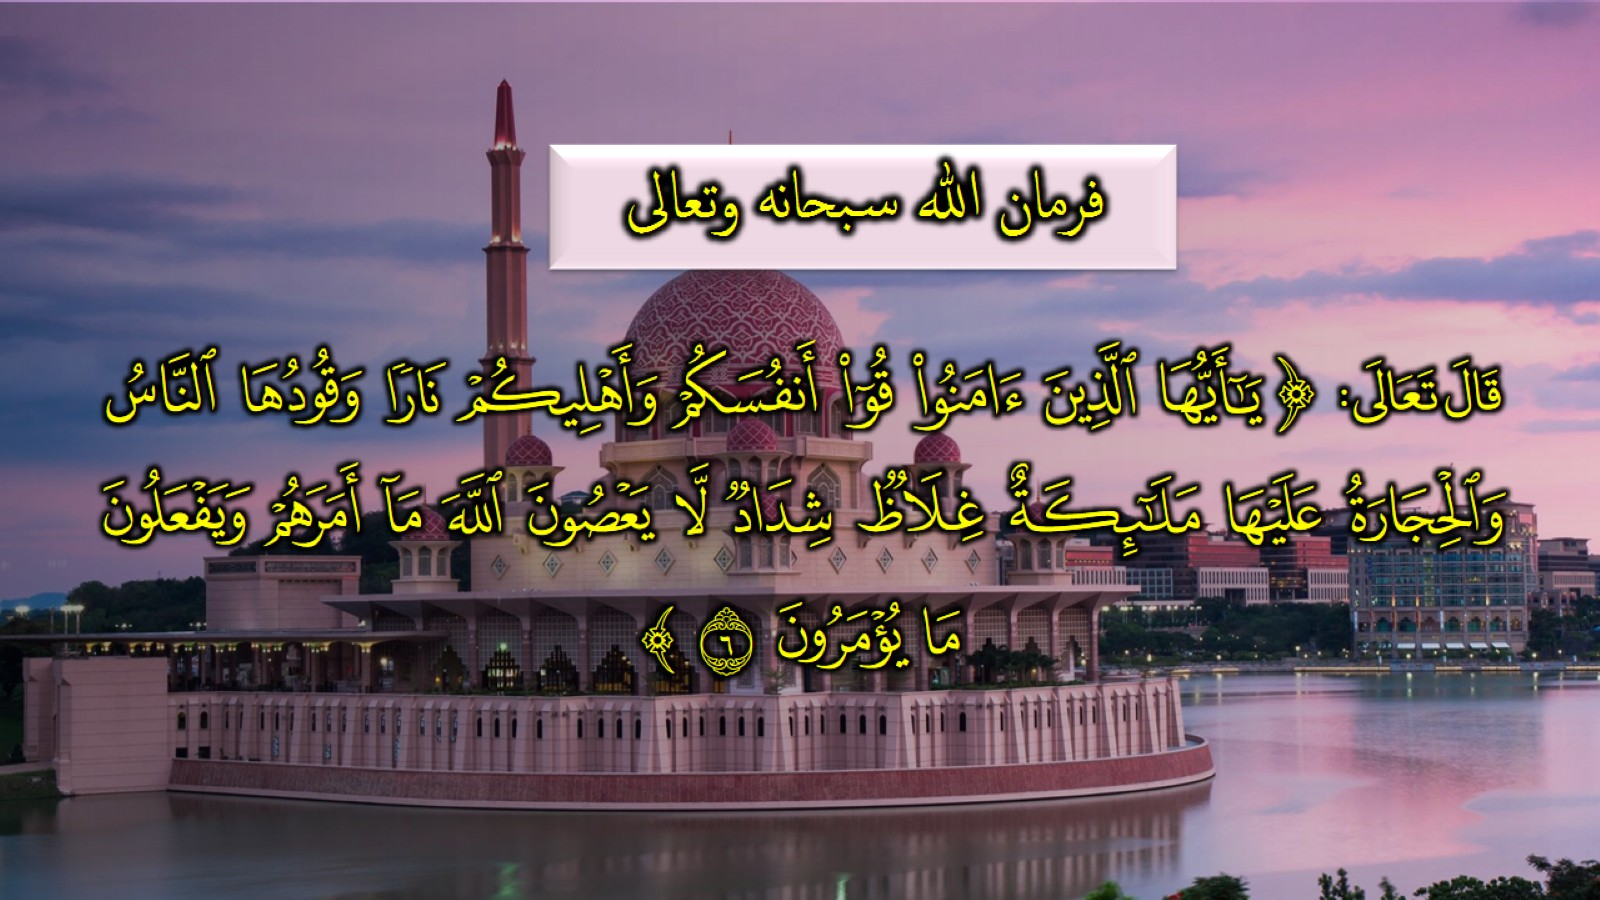 فرمان الله سبحانه وتعالى
قَالَ تَعَالَى: ﴿ يَـٰٓأَيُّهَا ٱلَّذِينَ ءَامَنُوا۟ قُوٓا۟ أَنفُسَكُمۡ وَأَهۡلِيكُمۡ نَارٗا وَقُودُهَا ٱلنَّاسُ
وَٱلۡحِجَارَةُ عَلَيۡهَا مَلَـٰٓئِكَةٌ غِلَاظٞ شِدَادٞ لَّا يَعۡصُونَ ٱللَّهَ مَآ أَمَرَهُمۡ وَيَفۡعَلُونَ
مَا يُؤۡمَرُونَ ٦ ﴾